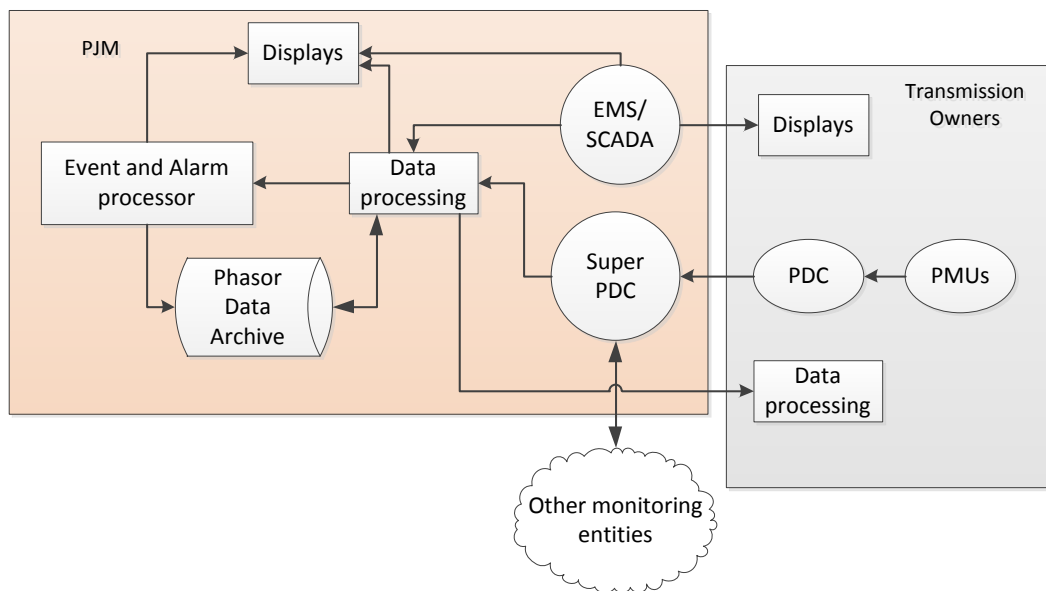 PJM
Displays
EMS/
SCADA
Transmission
Owners
Displays
Event and Alarm
processor
Data
processing
Phasor
Data
Archive
Super
PDC
PDC
PMUs
Data
processing
Other monitoring
entities